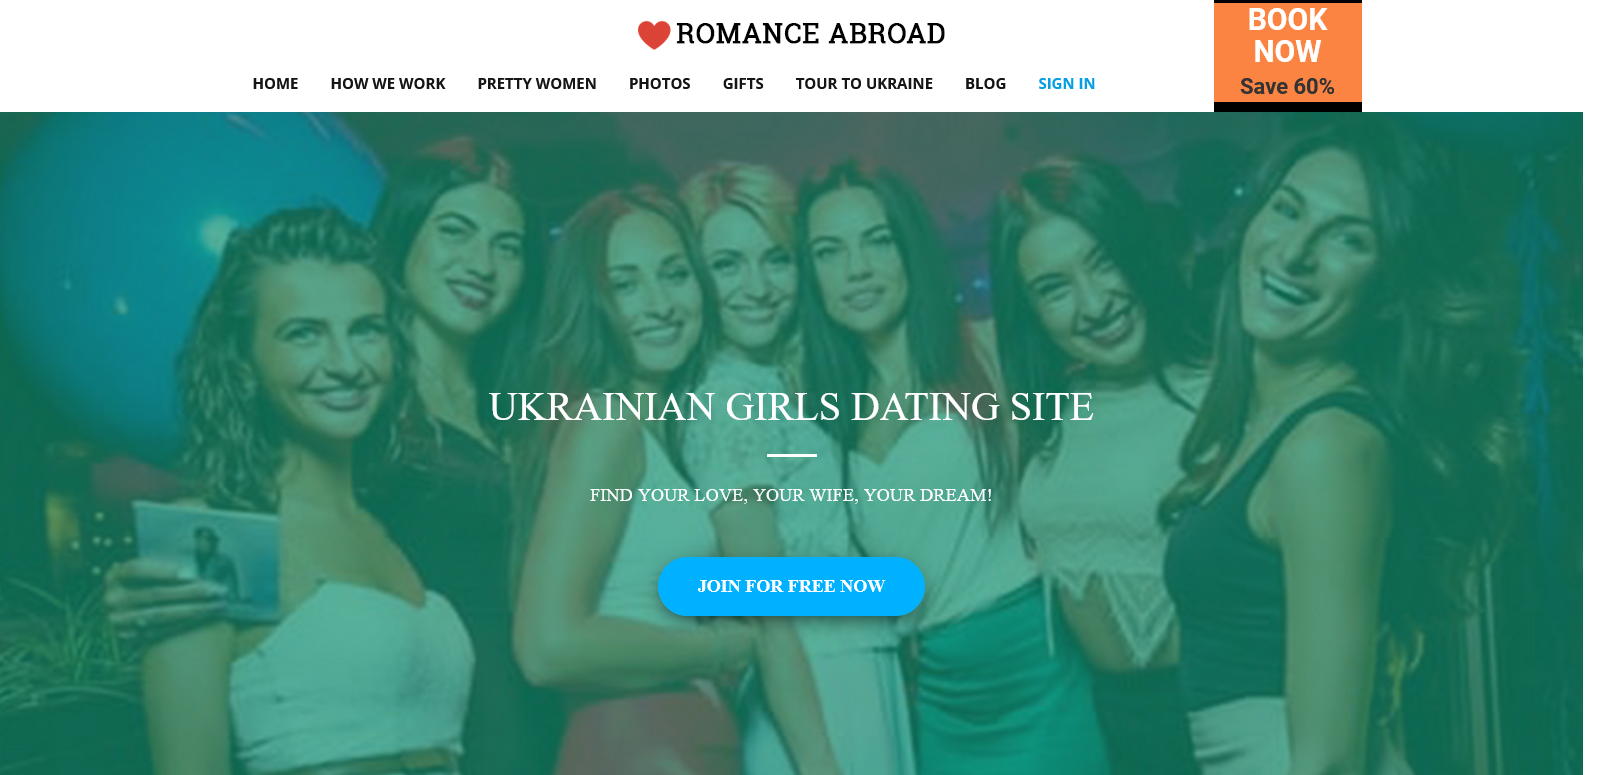 ROMANCE ABROAD
BOOK
NOW
Save 60%
HOME HOW WE WORK PRETTY WOMEN PHOTOS GIFTS TOUR TO UKRAINE BLOG SIGN IN
UKRAINIAN GIRLS DATING SITE
FIND YOUR LOVE, YOUR WIFE, YOUR DREAM!
JOIN FOR FREE NOW